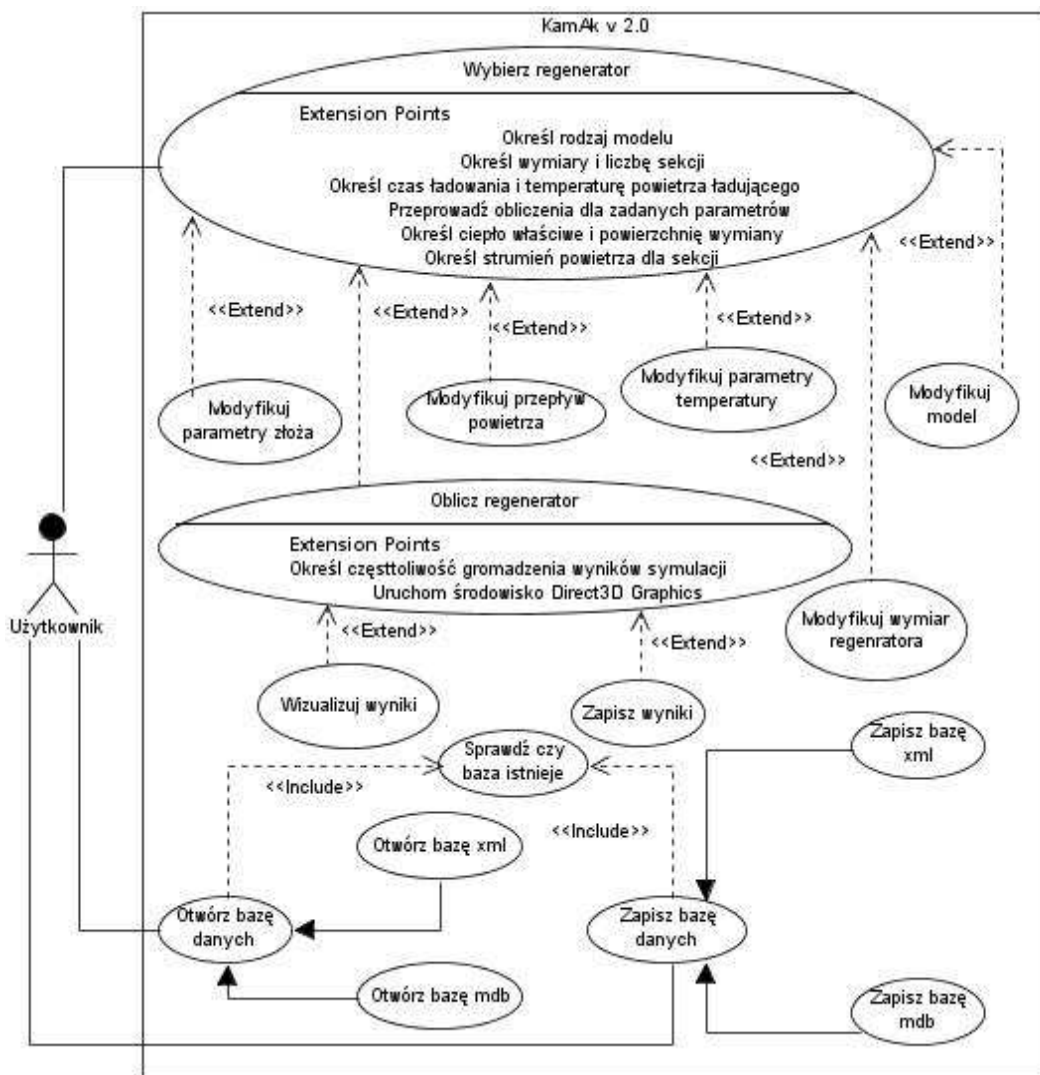 KamAk v 2.0
Wybierz regenerator
Extension Points
Określ rodzaj modelu
Określ wymiary i liczbę sekcji
Określ czas ładowania i temperaturę powietrza ładującego
Przeprowadź obliczenia dla zadanych parametrów
Określ ciepło właściwe i powierzchnię wymiany
Określ strumień powietrza dla sekcji
<<Extend>>
<<Extend>>
<<Extend>>
<<Extend>>
<<Extend>>
Modyfikuj
parametry złoża
Modyfikuj przepływ
powietrza
Modyfikuj parametry
temperatury
Modyfikuj
model
<<Extend>>
Oblicz regenerator
Extension Points
Określ częsttoliwość gromadzenia wyników symulacji
Uruchom środowisko Direct3D Graphics
Użytkownik
<<Extend>>
<<Extend>>
Modyfikuj wymiar
regenratora
Wizualizuj wyniki
Zapisz wyniki
Sprawdź czy
baza istnieje
Zapisz bazę
xml
<<Include>>
<<Include>>
Otwórz bazę xml
Otwórz bazę
danych
Zapisz bazę
danych
Otwórz bazę mdb
Zapisz bazę
mdb